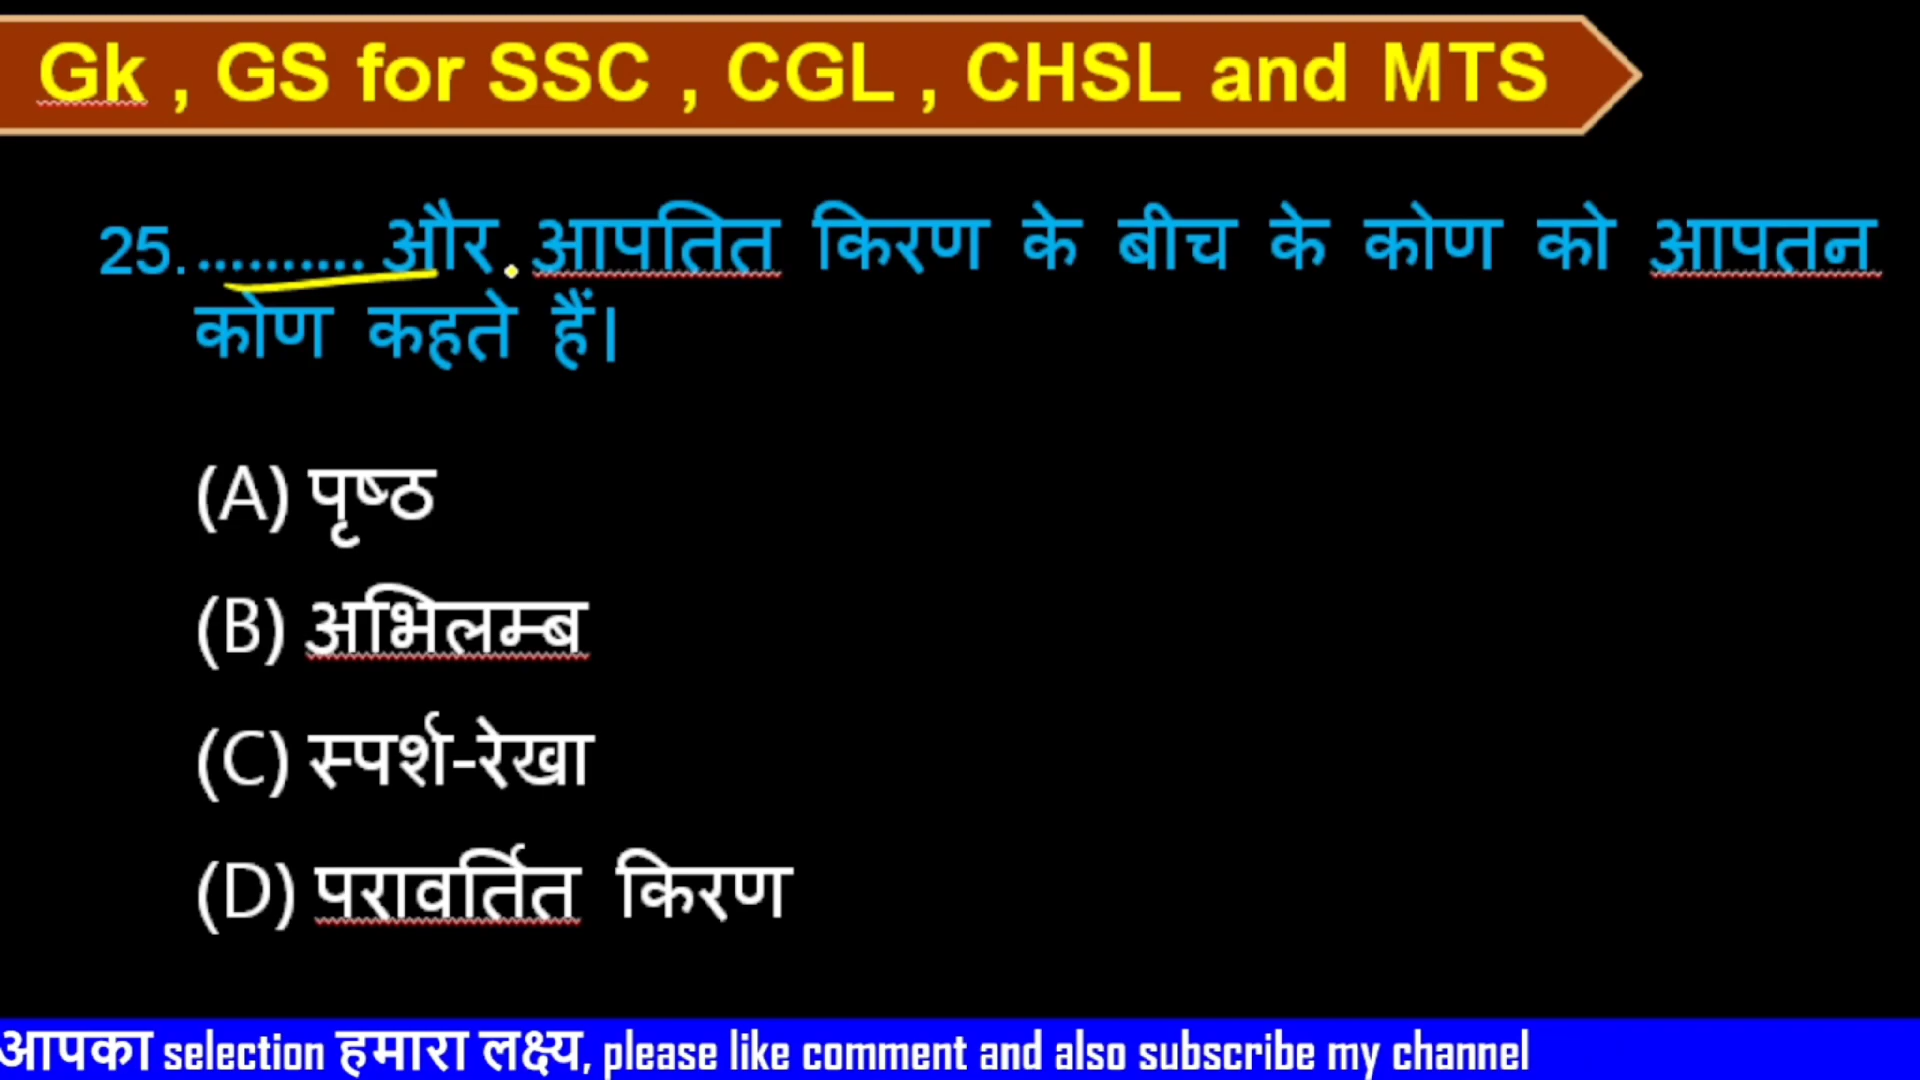 Gk , GS for SSC , CGL , CHSL and MTS
25. .......... और आपतित किरण के बीच के कोण को आपतन
कोण कहते हैं।
(A) पृष्ठ
(B) अभिलम्ब
(C) स्पर्श-रेखा
(D) परावर्तित किरण
आपका selection हमारा लक्ष्य, please like comment and also subscribe my channel